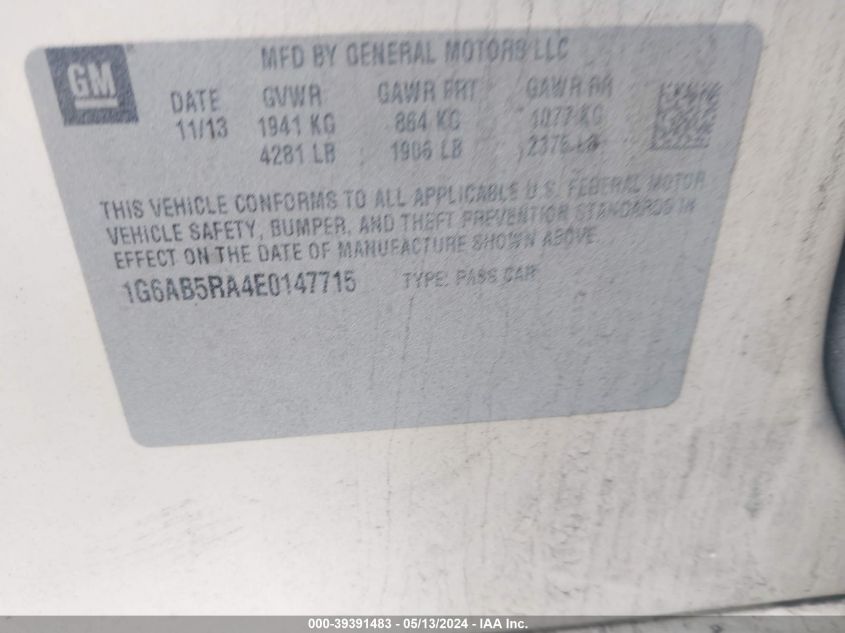 GM
MFD BY GENERAL MOTORS LLC
DATE GVWR GAWR FRT GAWR RR
11/13 1941 KG 864 KG 1077 KG
4281 LB 1906 LB 2375 LB
THIS VEHICLE CONFORMS TO ALL APPLICABLE U.S. FEDERAL MOTOR
VEHICLE SAFETY, BUMPER, AND THEFT PREVENTION STANDARDS IN
EFFECT ON THE DATE OF MANUFACTURE SHOWN ABOVE.
1G6AB5RA4E0147715 TYPE: PASS CAR
000-39391483 - 05/13/2024 - IAA Inc.